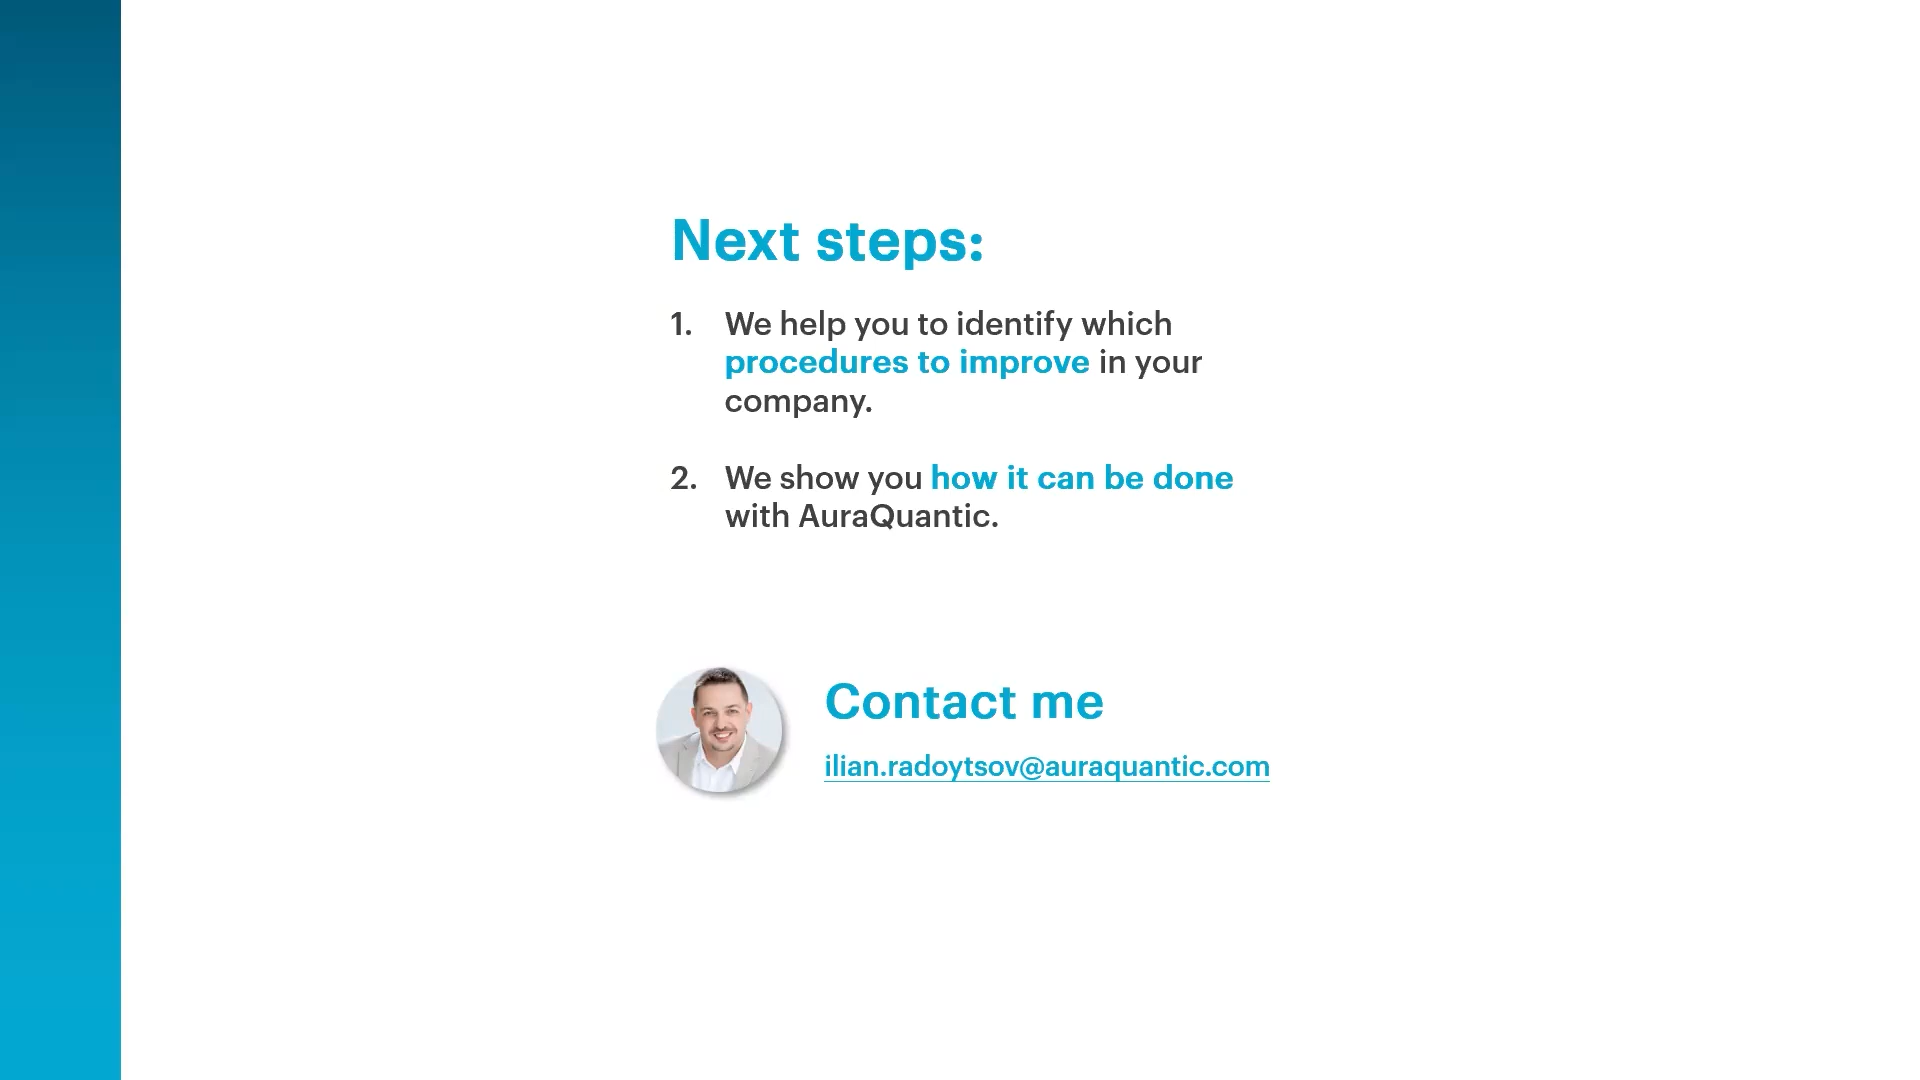 Next steps:
1. We help you to identify which
procedures to improve in your
company.
2. We show you how it can be done
with AuraQuantic.
Contact me
ilian.radoytsov@auraquantic.com